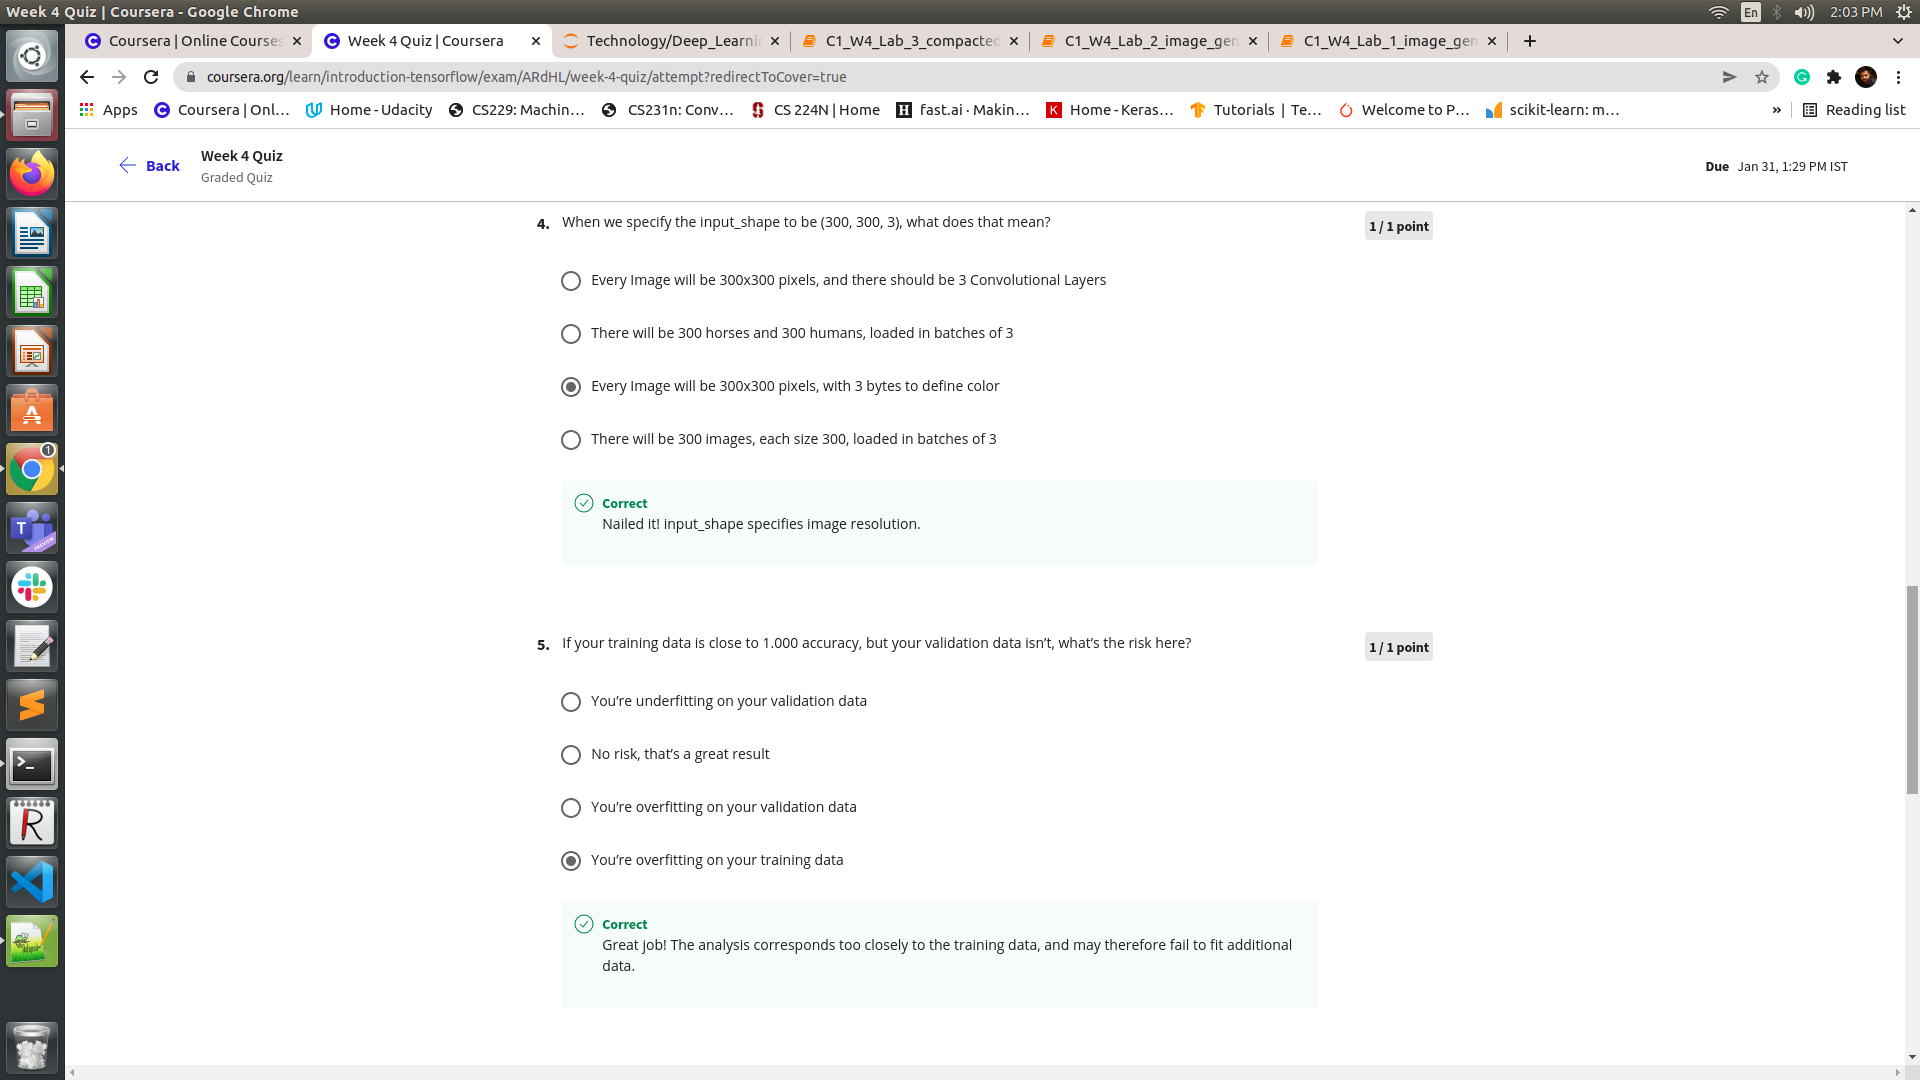 Week 4 Quiz | Coursera - Google Chrome
En
2:03 PM
Coursera | Online Courses
Week 4 Quiz | Coursera
Technology/Deep_Learni
C1_W4_Lab_3_compacted
C1_W4_Lab_2_image_gen
C1_W4_Lab_1_image_gen
coursera.org/learn/introduction-tensorflow/exam/ARdHL/week-4-quiz/attempt?redirectToCover=true
Apps
Coursera | Onl...
Home - Udacity
CS229: Machin...
CS231n: Conv...
CS 224N | Home
fast.ai · Makin...
Home - Keras...
Tutorials | Te...
Welcome to P...
scikit-learn: m...
»
Reading list
Back
Week 4 Quiz
Graded Quiz
Due Jan 31, 1:29 PM IST
4. When we specify the input_shape to be (300, 300, 3), what does that mean?
1 / 1 point
Every Image will be 300x300 pixels, and there should be 3 Convolutional Layers
There will be 300 horses and 300 humans, loaded in batches of 3
Every Image will be 300x300 pixels, with 3 bytes to define color
There will be 300 images, each size 300, loaded in batches of 3
Correct
Nailed it! input_shape specifies image resolution.
5. If your training data is close to 1.000 accuracy, but your validation data isn’t, what’s the risk here?
1 / 1 point
You’re underfitting on your validation data
No risk, that’s a great result
You’re overfitting on your validation data
You’re overfitting on your training data
Correct
Great job! The analysis corresponds too closely to the training data, and may therefore fail to fit additional
data.